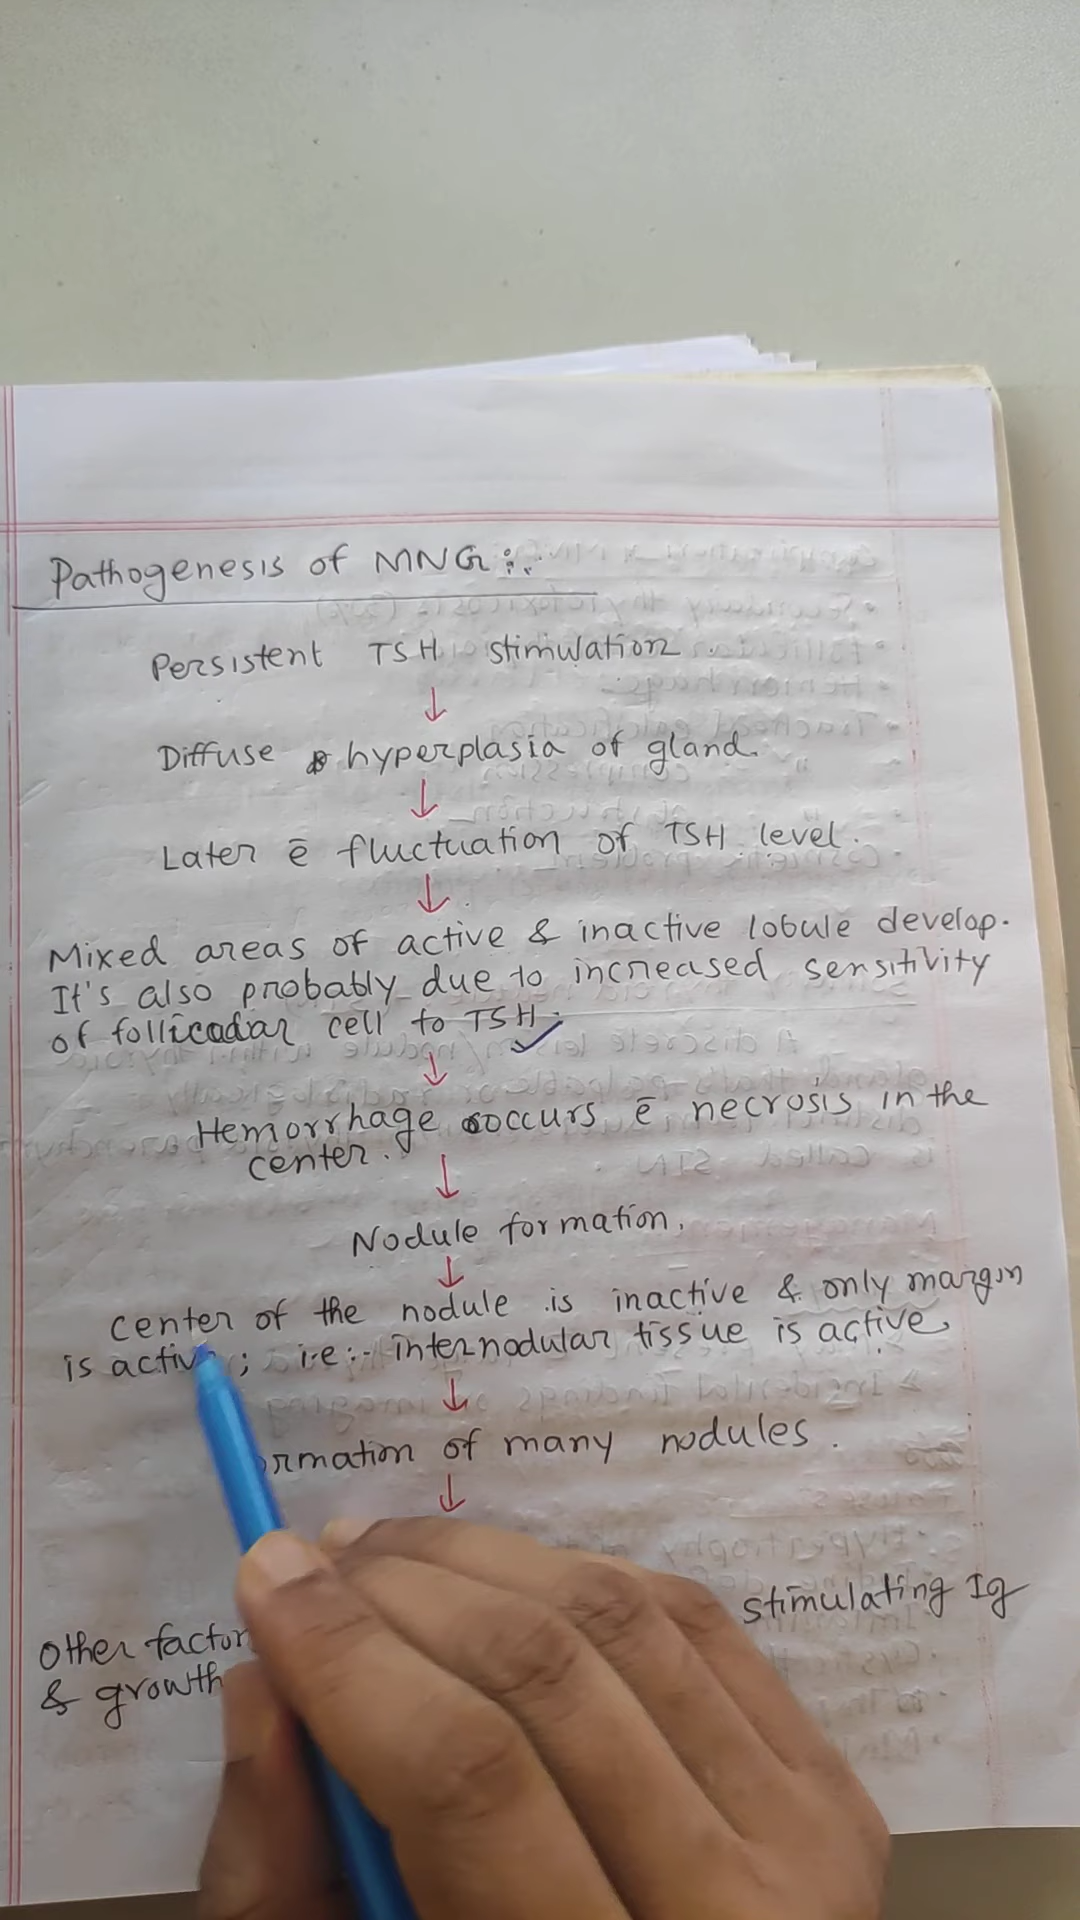 Pathogenesis of MNG:-
Persistent TSH stimulation
↓
Diffuse hyperplasia of gland.
↓
Later ē fluctuation of TSH level.
↓
Mixed areas of active & inactive lobule develop.
It's also probably due to increased sensitivity
of follicular cell to TSH.
↓
Hemorrhage occurs ē necrosis in the
center.
↓
Nodule formation.
↓
center of the nodule is inactive & only margin
is active; i.e:- internodular tissue is active.
↓
rmation of many nodules.
↓
stimulating Ig
other factor
& growth